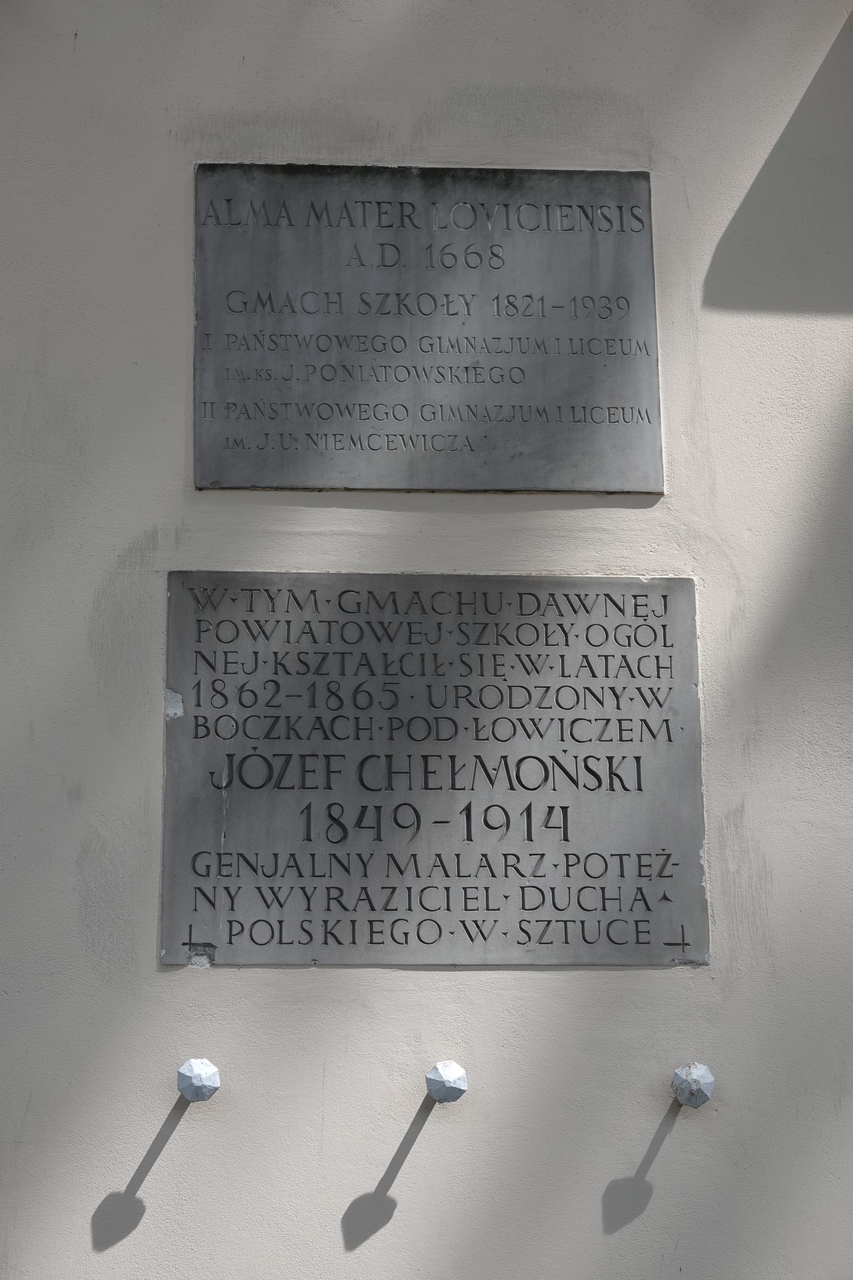 ALMA MATER LOVICIENSIS
A.D. 1668
GMACH SZKOŁY 1821-1939
I PAŃSTWOWEGO GIMNAZJUM I LICEUM
IM. KS. J. PONIATOWSKIEGO
II PAŃSTWOWEGO GIMNAZJUM I LICEUM
IM. J.U. NIEMCEWICZA
W·TYM·GMACHU·DAWNEJ
POWIATOWEJ·SZKOŁY·OGÓL
NEJ·KSZTAŁCIŁ·SIĘ·W·LATACH
1862-1865·URODZONY·W
BOCZKACH·POD·ŁOWICZEM·
JÓZEF CHEŁMOŃSKI
1849-1914
GENJALNY MALARZ·POTĘŻ-
NY WYRAZICIEL·DUCHA
POLSKIEGO·W·SZTUCE